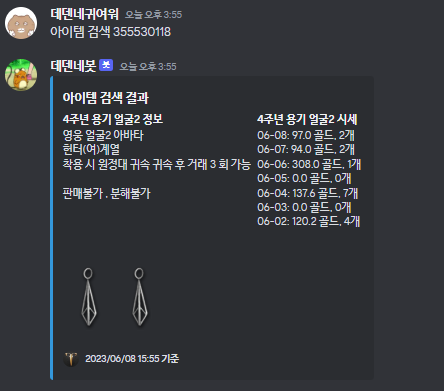 데덴네귀여워 오늘 오후 3:55
아이템 검색 355530118
데덴네봇 봇 오늘 오후 3:55
아이템 검색 결과
4주년 용기 얼굴2 정보
영웅 얼굴2 아바타
헌터(여)계열
착용 시 원정대 귀속 귀속 후 거래 3 회 가능
판매불가 , 분해불가
4주년 용기 얼굴2 시세
06-08: 97.0 골드, 2개
06-07: 94.0 골드, 2개
06-06: 308.0 골드, 1개
06-05: 0.0 골드, 0개
06-04: 137.6 골드, 7개
06-03: 0.0 골드, 0개
06-02: 120.2 골드, 4개
2023/06/08 15:55 기준